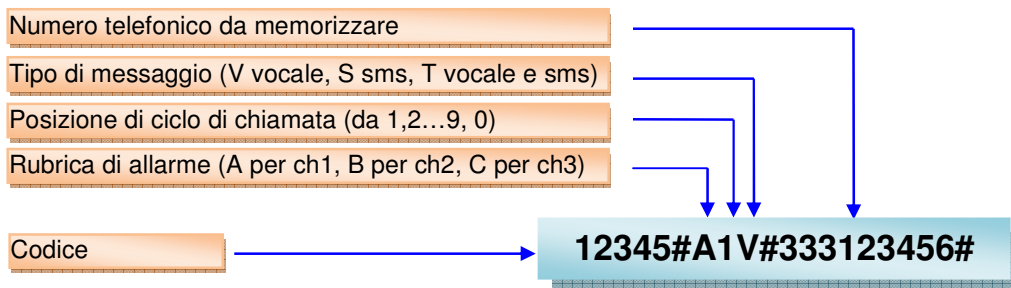 Numero telefonico da memorizzare
Tipo di messaggio (V vocale, S sms, T vocale e sms)
Posizione di ciclo di chiamata (da 1,2…9, 0)
Rubrica di allarme (A per ch1, B per ch2, C per ch3)
Codice
12345#A1V#333123456#